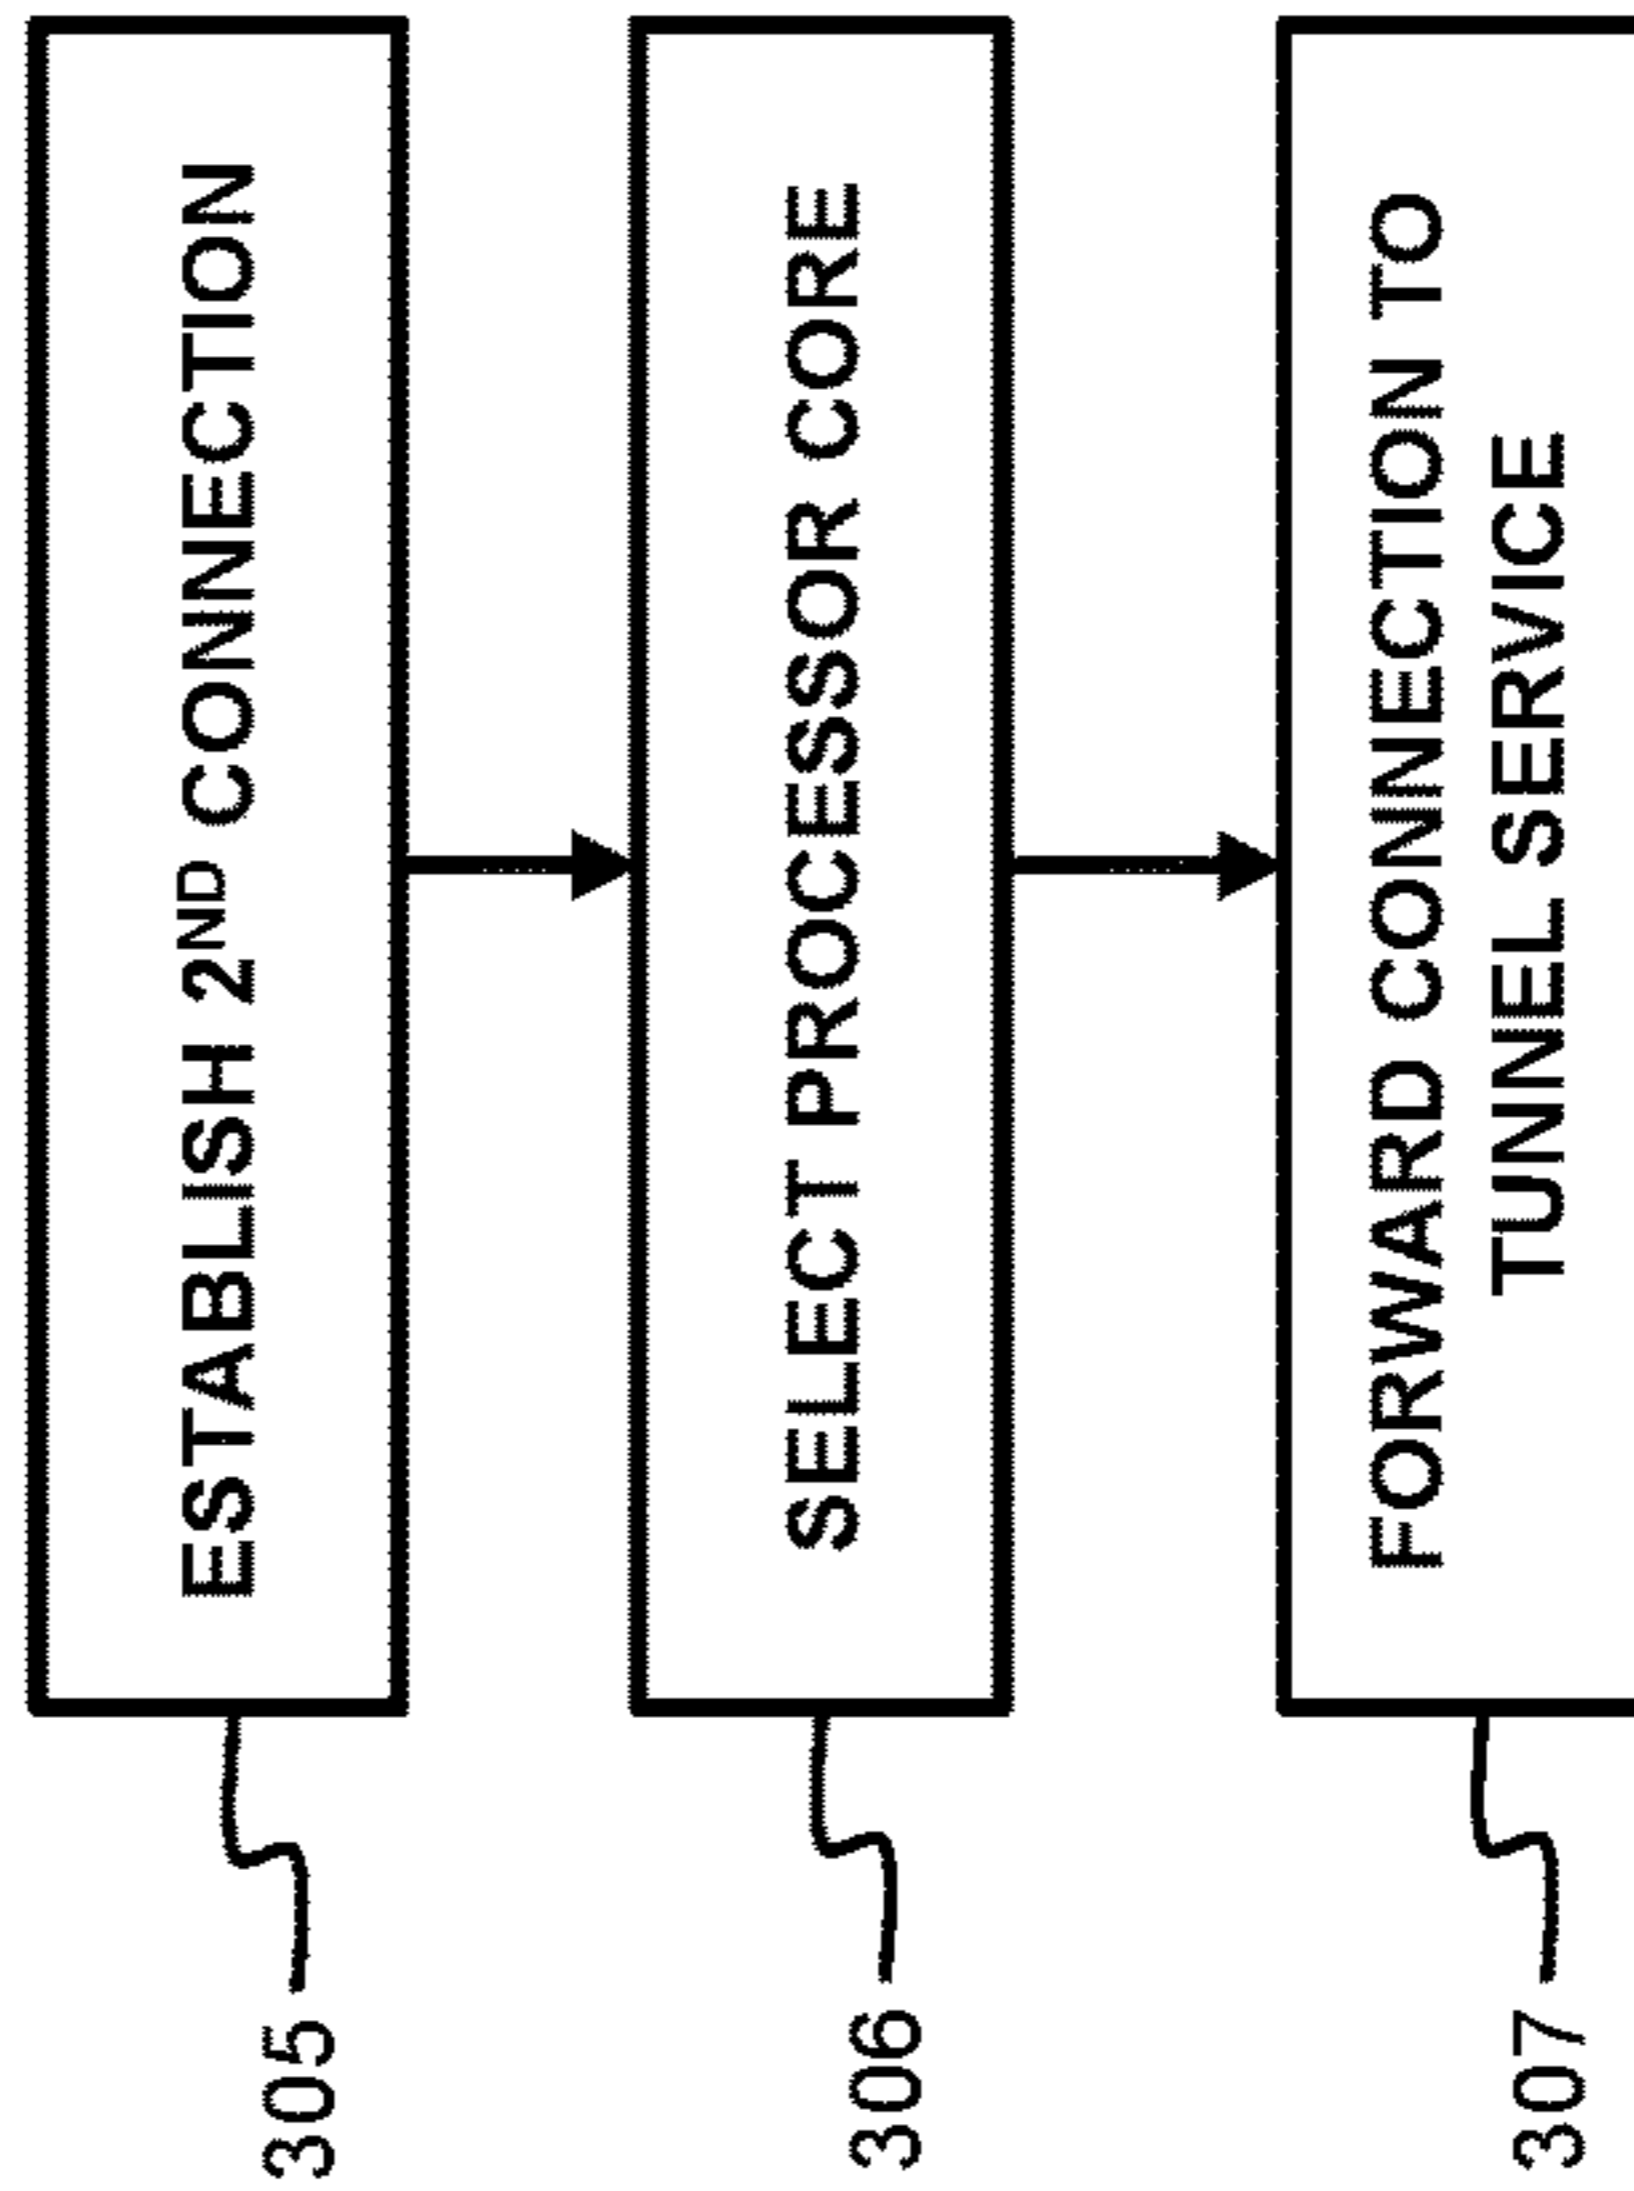 305
ESTABLISH 2ND CONNECTION
306
SELECT PROCESSOR CORE
307
FORWARD CONNECTION TO
TUNNEL SERVICE